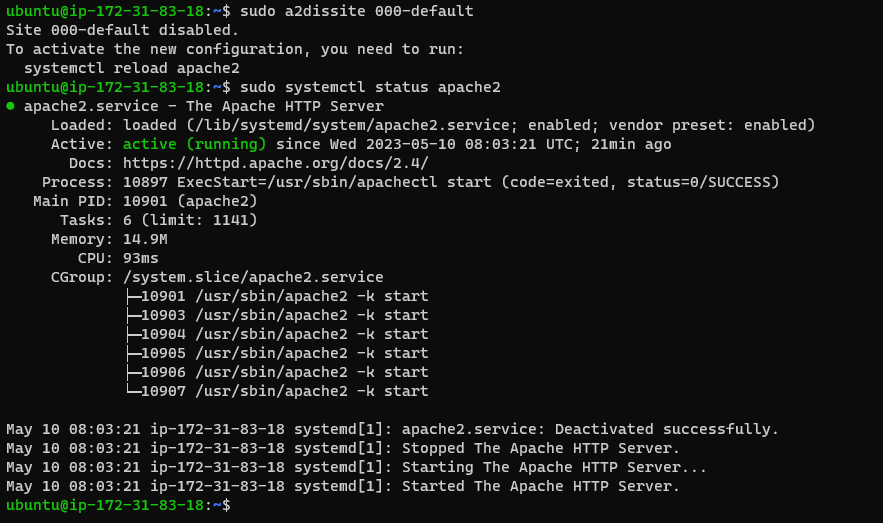 ubuntu@ip-172-31-83-18:~$ sudo a2dissite 000-default
Site 000-default disabled.
To activate the new configuration, you need to run:
  systemctl reload apache2
ubuntu@ip-172-31-83-18:~$ sudo systemctl status apache2
● apache2.service - The Apache HTTP Server
     Loaded: loaded (/lib/systemd/system/apache2.service; enabled; vendor preset: enabled)
     Active: active (running) since Wed 2023-05-10 08:03:21 UTC; 21min ago
       Docs: https://httpd.apache.org/docs/2.4/
    Process: 10897 ExecStart=/usr/sbin/apachectl start (code=exited, status=0/SUCCESS)
   Main PID: 10901 (apache2)
      Tasks: 6 (limit: 1141)
     Memory: 14.9M
        CPU: 93ms
     CGroup: /system.slice/apache2.service
             ├─10901 /usr/sbin/apache2 -k start
             ├─10903 /usr/sbin/apache2 -k start
             ├─10904 /usr/sbin/apache2 -k start
             ├─10905 /usr/sbin/apache2 -k start
             ├─10906 /usr/sbin/apache2 -k start
             └─10907 /usr/sbin/apache2 -k start

May 10 08:03:21 ip-172-31-83-18 systemd[1]: apache2.service: Deactivated successfully.
May 10 08:03:21 ip-172-31-83-18 systemd[1]: Stopped The Apache HTTP Server.
May 10 08:03:21 ip-172-31-83-18 systemd[1]: Starting The Apache HTTP Server...
May 10 08:03:21 ip-172-31-83-18 systemd[1]: Started The Apache HTTP Server.
ubuntu@ip-172-31-83-18:~$